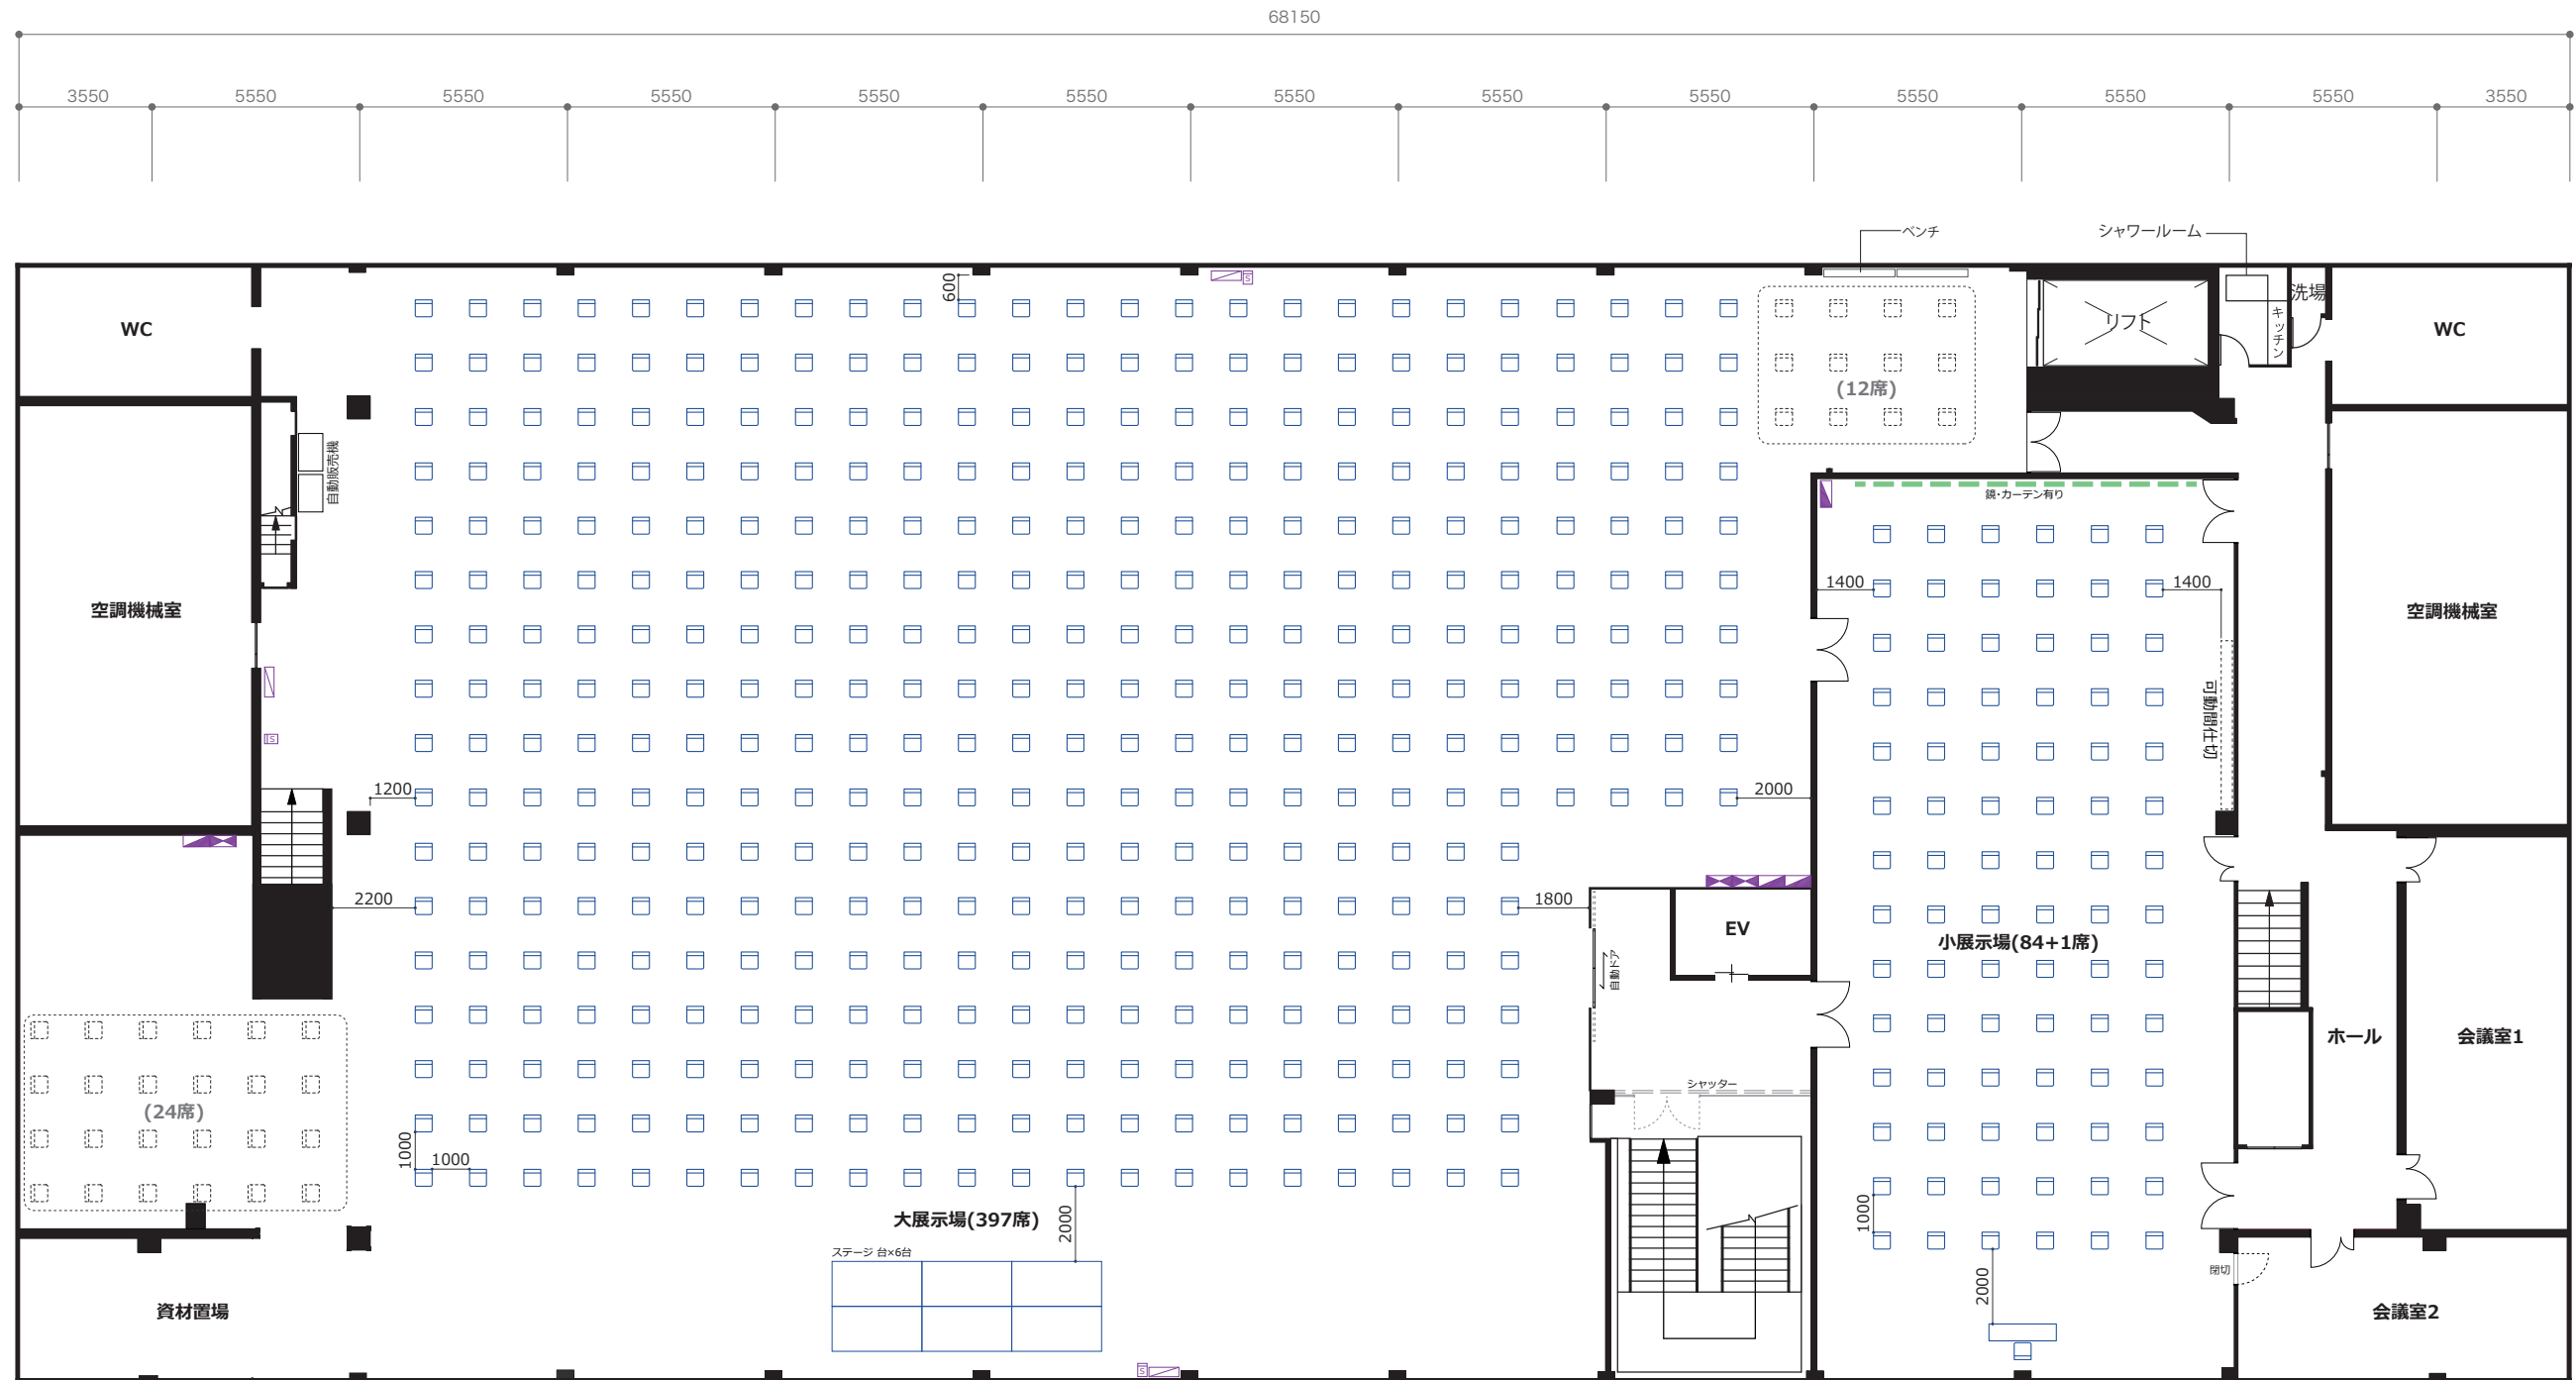 68150
3550 5550 5550 5550 5550 5550 5550 5550 5550 5550 5550 5550 3550
ベンチ
シャワールーム
600
S
WC
リフト
キッチン
洗場
WC
(12席)
自動販売機
鏡・カーテン有り
1400
1400
空調機械室
空調機械室
可動間仕切
S
1200
2000
2200
1800
EV
自動ドア
小展示場(84+1席)
ホール
会議室1
シャッター
(24席)
1000
1000
大展示場(397席)
2000
1000
ステージ 台×6台
閉切
2000
資材置場
会議室2
S